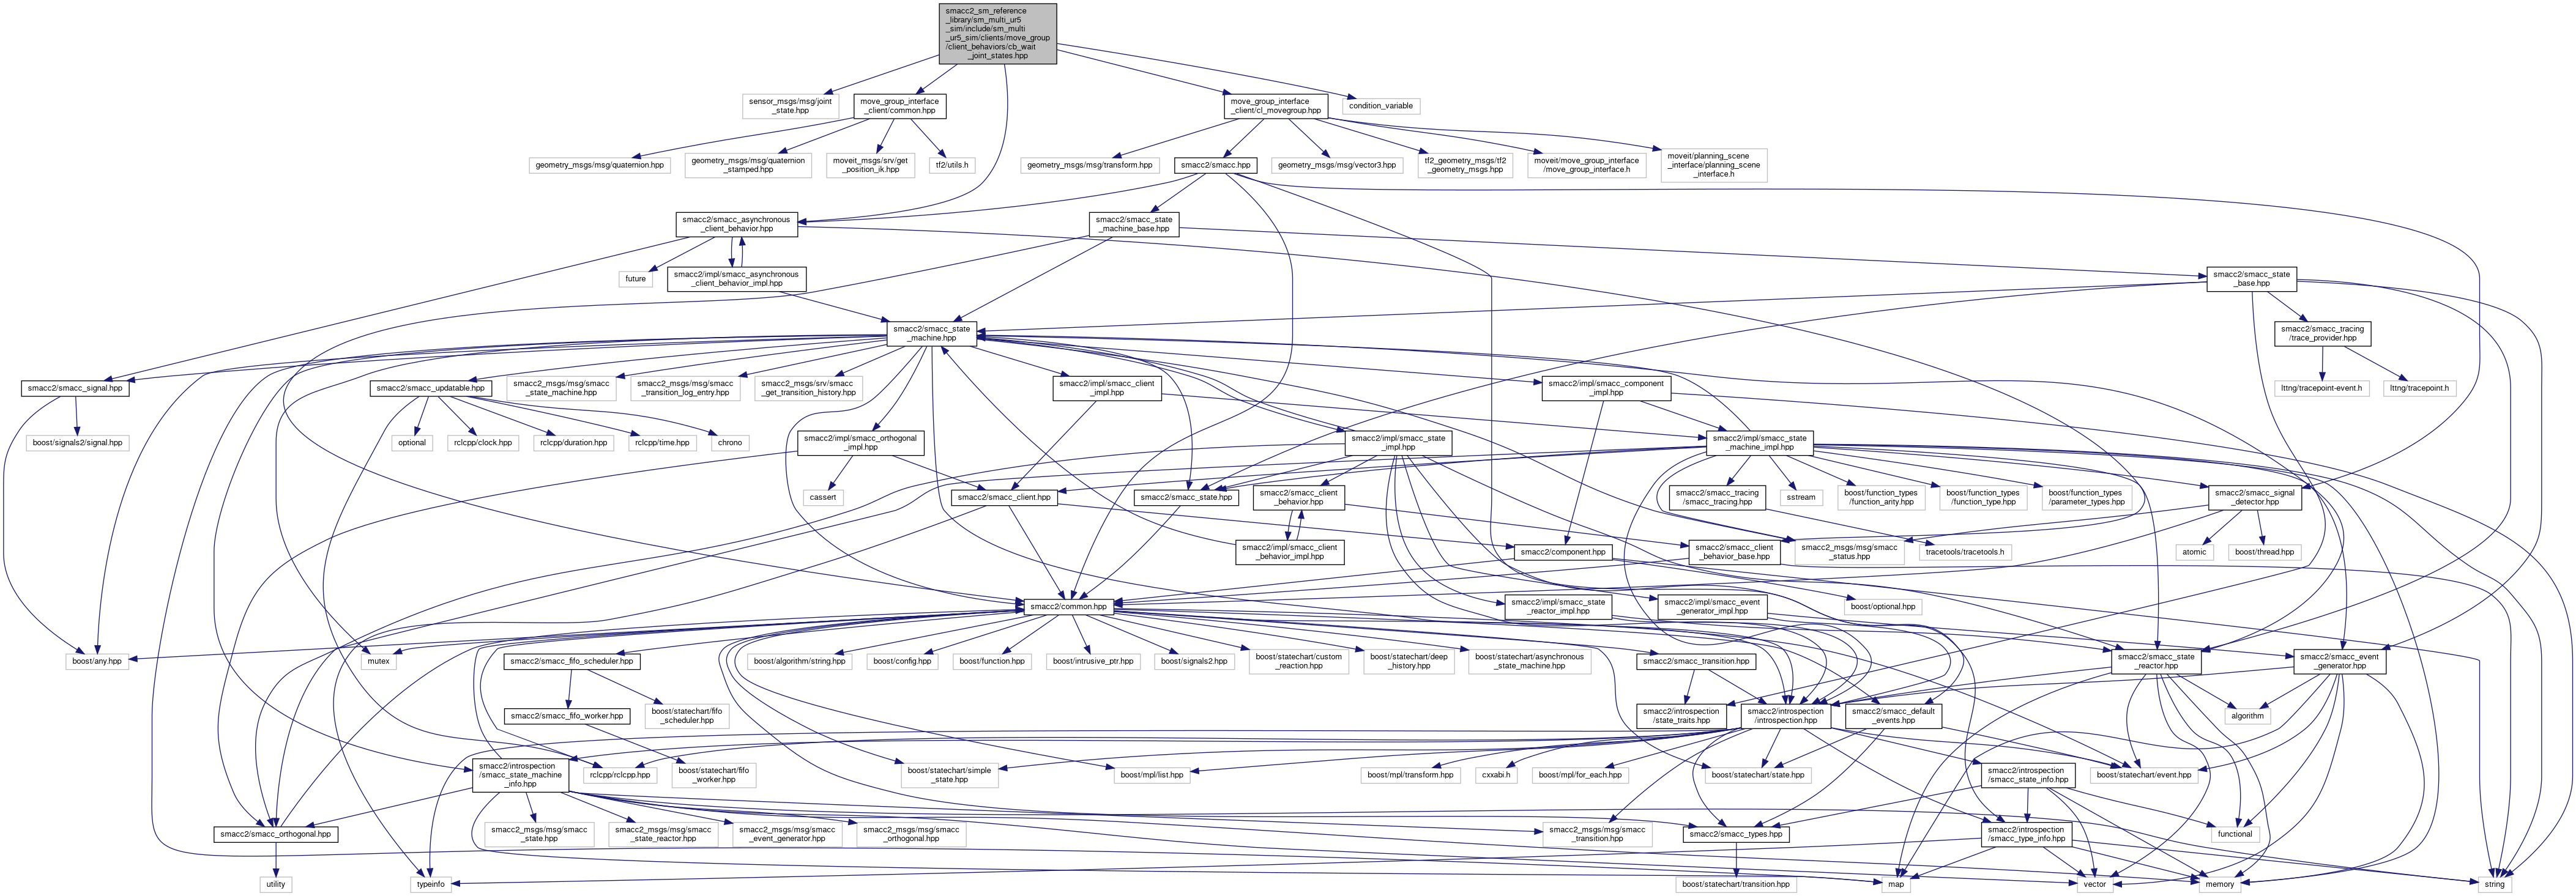 smacc2_sm_reference
_library/sm_multi_ur5
_sim/include/sm_multi
_ur5_sim/clients/move_group
/client_behaviors/cb_wait
_joint_states.hpp
sensor_msgs/msg/joint
_state.hpp
move_group_interface
_client/common.hpp
move_group_interface
_client/cl_movegroup.hpp
condition_variable
geometry_msgs/msg/quaternion.hpp
geometry_msgs/msg/quaternion
_stamped.hpp
moveit_msgs/srv/get
_position_ik.hpp
tf2/utils.h
geometry_msgs/msg/transform.hpp
smacc2/smacc.hpp
geometry_msgs/msg/vector3.hpp
tf2_geometry_msgs/tf2
_geometry_msgs.hpp
moveit/move_group_interface
/move_group_interface.h
moveit/planning_scene
_interface/planning_scene
_interface.h
smacc2/smacc_asynchronous
_client_behavior.hpp
smacc2/smacc_state
_machine_base.hpp
future
smacc2/impl/smacc_asynchronous
_client_behavior_impl.hpp
smacc2/smacc_state
_base.hpp
smacc2/smacc_state
_machine.hpp
smacc2/smacc_tracing
/trace_provider.hpp
smacc2/smacc_signal.hpp
smacc2/smacc_updatable.hpp
smacc2_msgs/msg/smacc
_state_machine.hpp
smacc2_msgs/msg/smacc
_transition_log_entry.hpp
smacc2_msgs/srv/smacc
_get_transition_history.hpp
smacc2/impl/smacc_client
_impl.hpp
smacc2/impl/smacc_component
_impl.hpp
lttng/tracepoint-event.h
lttng/tracepoint.h
boost/signals2/signal.hpp
optional
rclcpp/clock.hpp
rclcpp/duration.hpp
rclcpp/time.hpp
chrono
smacc2/impl/smacc_orthogonal
_impl.hpp
smacc2/impl/smacc_state
_impl.hpp
smacc2/impl/smacc_state
_machine_impl.hpp
cassert
smacc2/smacc_client.hpp
smacc2/smacc_state.hpp
smacc2/smacc_client
_behavior.hpp
smacc2/smacc_tracing
/smacc_tracing.hpp
sstream
boost/function_types
/function_arity.hpp
boost/function_types
/function_type.hpp
boost/function_types
/parameter_types.hpp
smacc2/smacc_signal
_detector.hpp
smacc2/impl/smacc_client
_behavior_impl.hpp
smacc2/component.hpp
smacc2/smacc_client
_behavior_base.hpp
smacc2_msgs/msg/smacc
_status.hpp
tracetools/tracetools.h
atomic
boost/thread.hpp
smacc2/common.hpp
smacc2/impl/smacc_state
_reactor_impl.hpp
smacc2/impl/smacc_event
_generator_impl.hpp
boost/optional.hpp
boost/any.hpp
mutex
smacc2/smacc_fifo_scheduler.hpp
boost/algorithm/string.hpp
boost/config.hpp
boost/function.hpp
boost/intrusive_ptr.hpp
boost/signals2.hpp
boost/statechart/custom
_reaction.hpp
boost/statechart/deep
_history.hpp
boost/statechart/asynchronous
_state_machine.hpp
smacc2/smacc_transition.hpp
smacc2/smacc_state
_reactor.hpp
smacc2/smacc_event
_generator.hpp
smacc2/smacc_fifo_worker.hpp
boost/statechart/fifo
_scheduler.hpp
smacc2/introspection
/state_traits.hpp
smacc2/introspection
/introspection.hpp
smacc2/smacc_default
_events.hpp
algorithm
smacc2/introspection
/smacc_state_machine
_info.hpp
rclcpp/rclcpp.hpp
boost/statechart/fifo
_worker.hpp
boost/statechart/simple
_state.hpp
boost/mpl/list.hpp
boost/mpl/transform.hpp
cxxabi.h
boost/mpl/for_each.hpp
boost/statechart/state.hpp
smacc2/introspection
/smacc_state_info.hpp
boost/statechart/event.hpp
smacc2/smacc_orthogonal.hpp
smacc2_msgs/msg/smacc
_state.hpp
smacc2_msgs/msg/smacc
_state_reactor.hpp
smacc2_msgs/msg/smacc
_event_generator.hpp
smacc2_msgs/msg/smacc
_orthogonal.hpp
smacc2_msgs/msg/smacc
_transition.hpp
smacc2/smacc_types.hpp
smacc2/introspection
/smacc_type_info.hpp
functional
utility
typeinfo
boost/statechart/transition.hpp
map
vector
memory
string